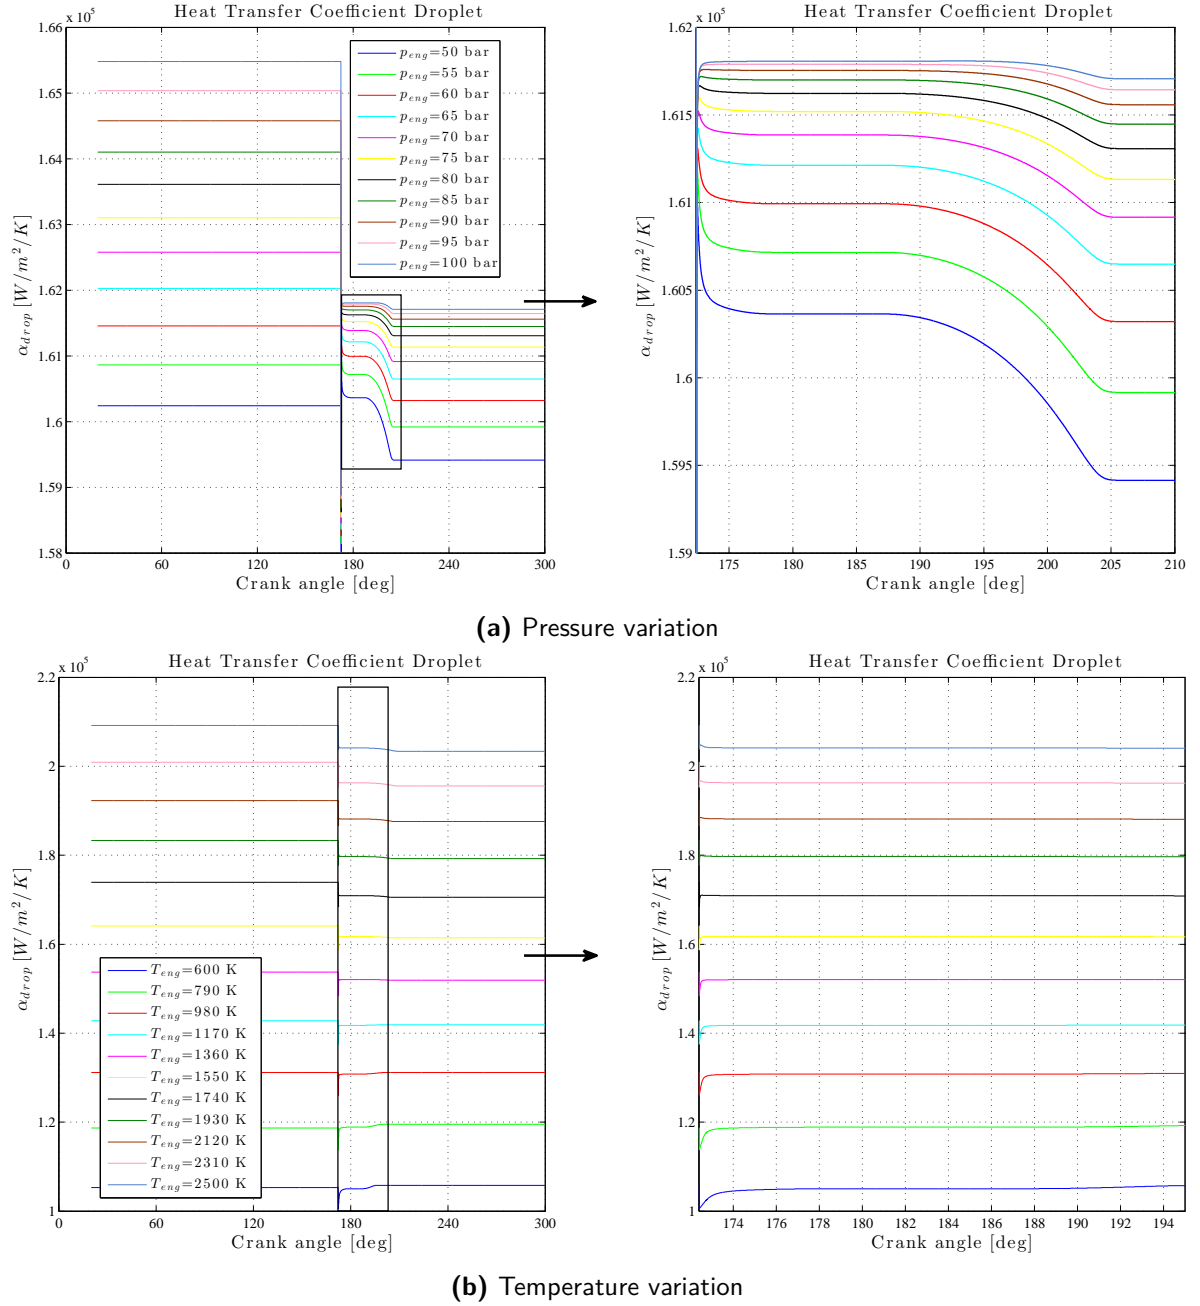 Heat Transfer Coefficient Droplet
x 10^5
1.66
1.65
1.64
1.63
1.62
1.61
1.6
1.59
1.58
α_drop [W/m^2/K]
p_eng=50 bar
p_eng=55 bar
p_eng=60 bar
p_eng=65 bar
p_eng=70 bar
p_eng=75 bar
p_eng=80 bar
p_eng=85 bar
p_eng=90 bar
p_eng=95 bar
p_eng=100 bar
0 60 120 180 240 300
Crank angle [deg]
Heat Transfer Coefficient Droplet
x 10^5
1.62
1.615
1.61
1.605
1.6
1.595
1.59
α_drop [W/m^2/K]
175 180 185 190 195 200 205 210
Crank angle [deg]
(a) Pressure variation
Heat Transfer Coefficient Droplet
x 10^5
2.2
2
1.8
1.6
1.4
1.2
1
α_drop [W/m^2/K]
T_eng=600 K
T_eng=790 K
T_eng=980 K
T_eng=1170 K
T_eng=1360 K
T_eng=1550 K
T_eng=1740 K
T_eng=1930 K
T_eng=2120 K
T_eng=2310 K
T_eng=2500 K
0 60 120 180 240 300
Crank angle [deg]
Heat Transfer Coefficient Droplet
x 10^5
2.2
2
1.8
1.6
1.4
1.2
1
α_drop [W/m^2/K]
174 176 178 180 182 184 186 188 190 192 194
Crank angle [deg]
(b) Temperature variation